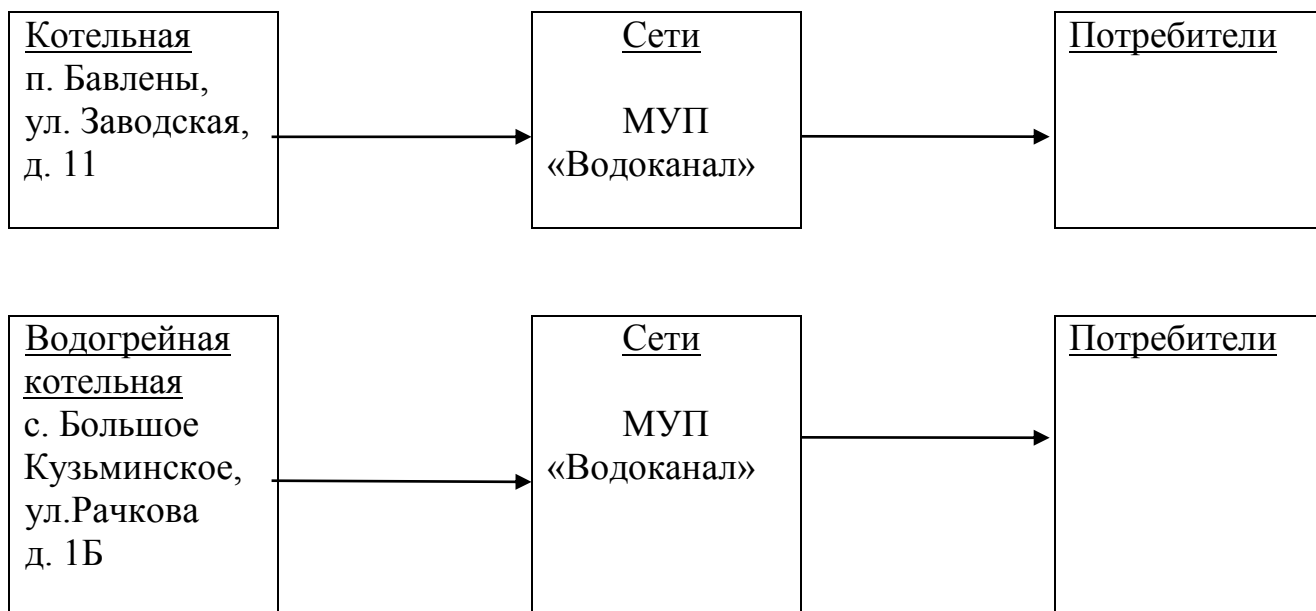 Котельная
п. Бавлены,
ул. Заводская,
д. 11
Сети
МУП
«Водоканал»
Потребители
Водогрейная
котельная
с. Большое
Кузьминское,
ул.Рачкова
д. 1Б
Сети
МУП
«Водоканал»
Потребители